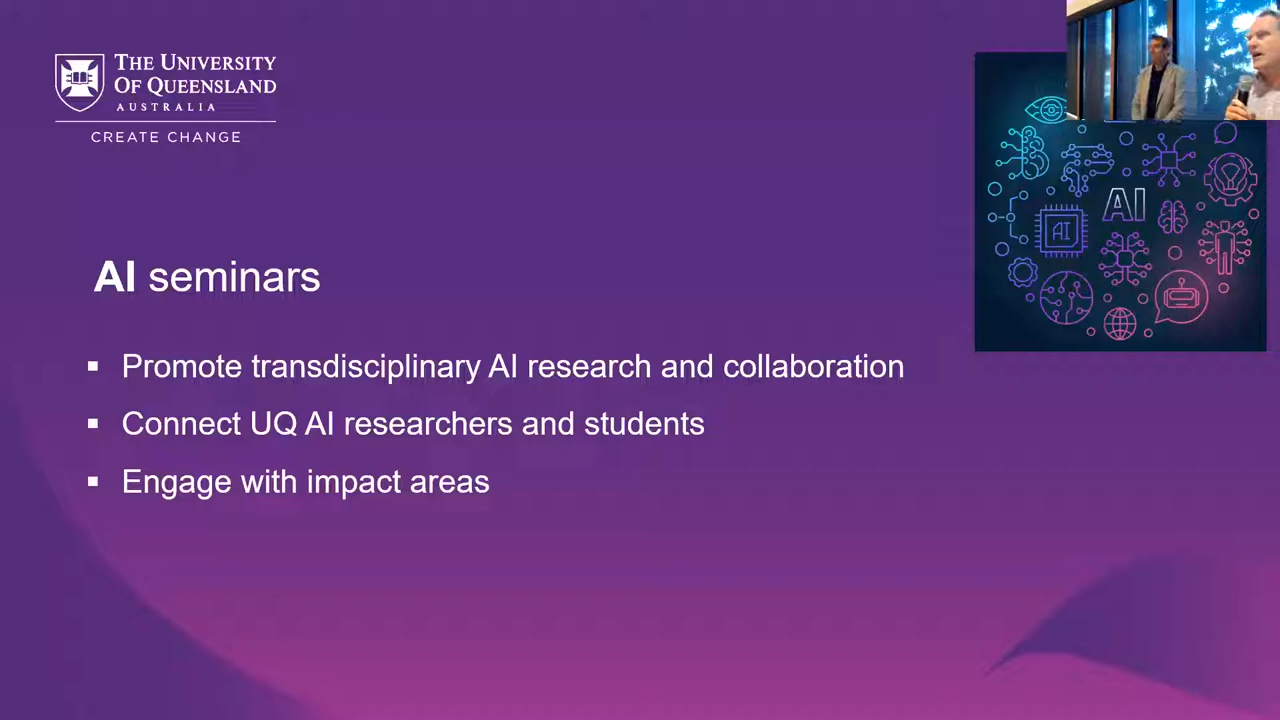 THE UNIVERSITY
OF QUEENSLAND
AUSTRALIA
CREATE CHANGE
AI
AI
AI seminars
▪ Promote transdisciplinary AI research and collaboration
▪ Connect UQ AI researchers and students
▪ Engage with impact areas